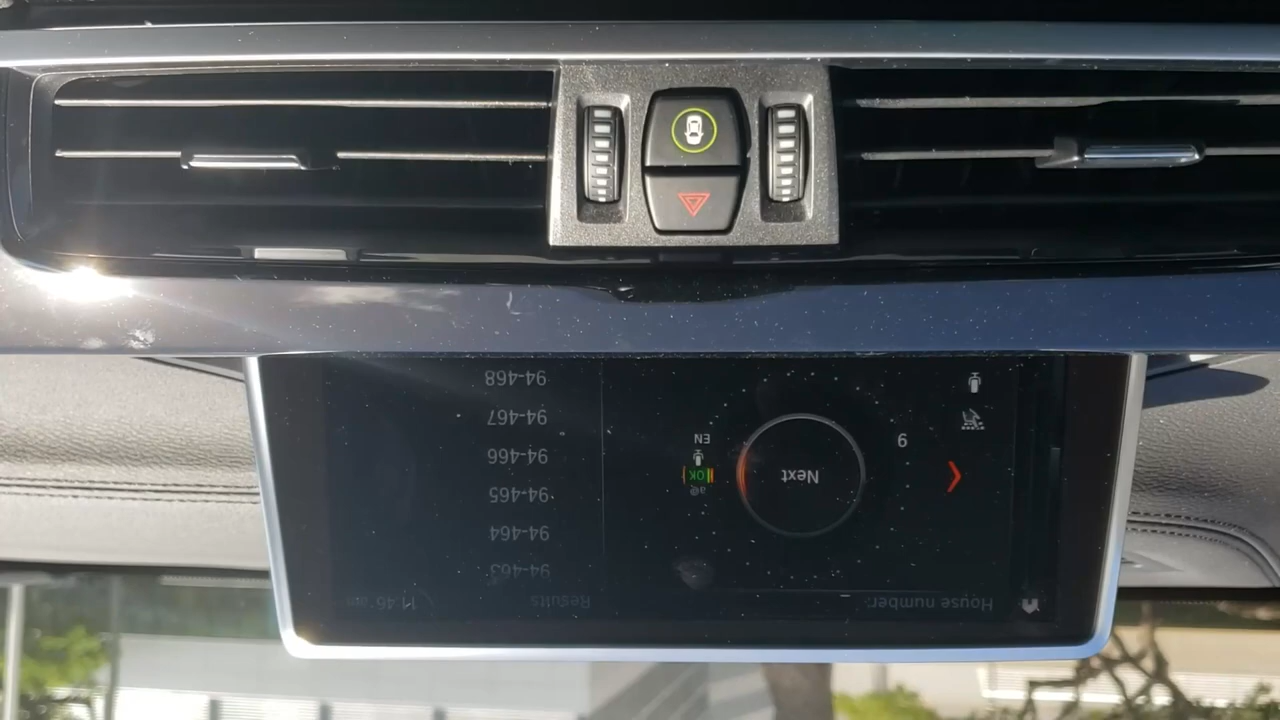 House number:
Results
11:46 am
94-463
94-464
94-465
94-466
94-467
94-468
Next
6
a@
OK
EN